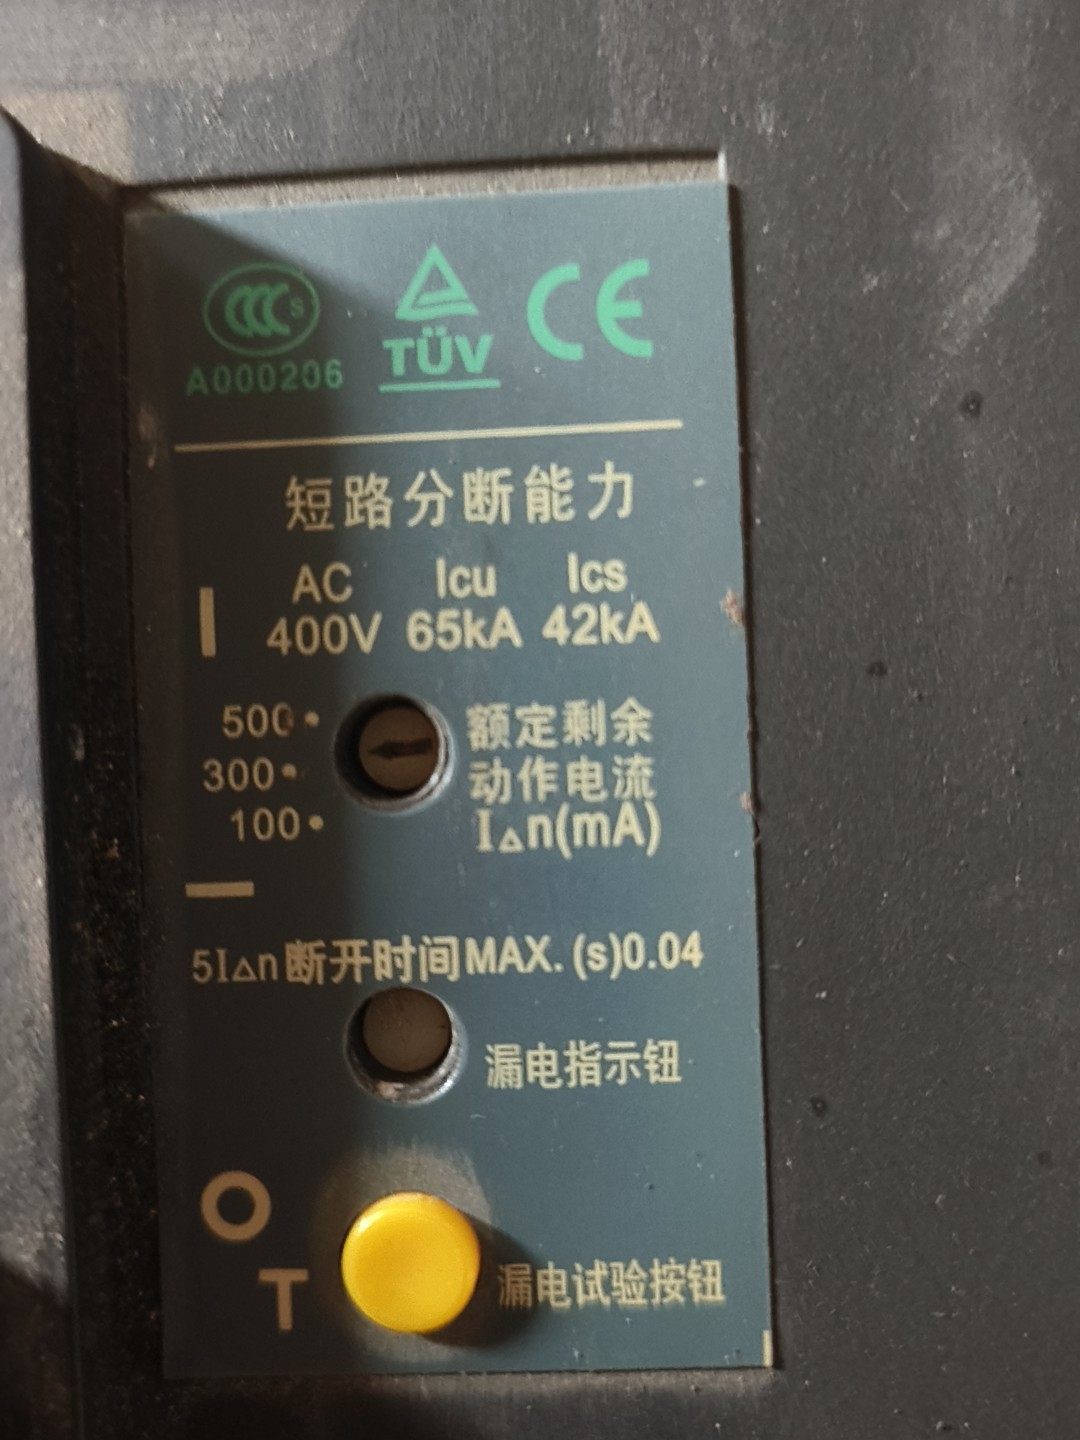 CCC S
A000206
TÜV
CE
短路分断能力
AC Icu Ics
I 400V 65kA 42kA
500
300
100
额定剩余
动作电流
I△n(mA)
5I△n断开时间MAX.(s)0.04
漏电指示钮
O
T
漏电试验按钮